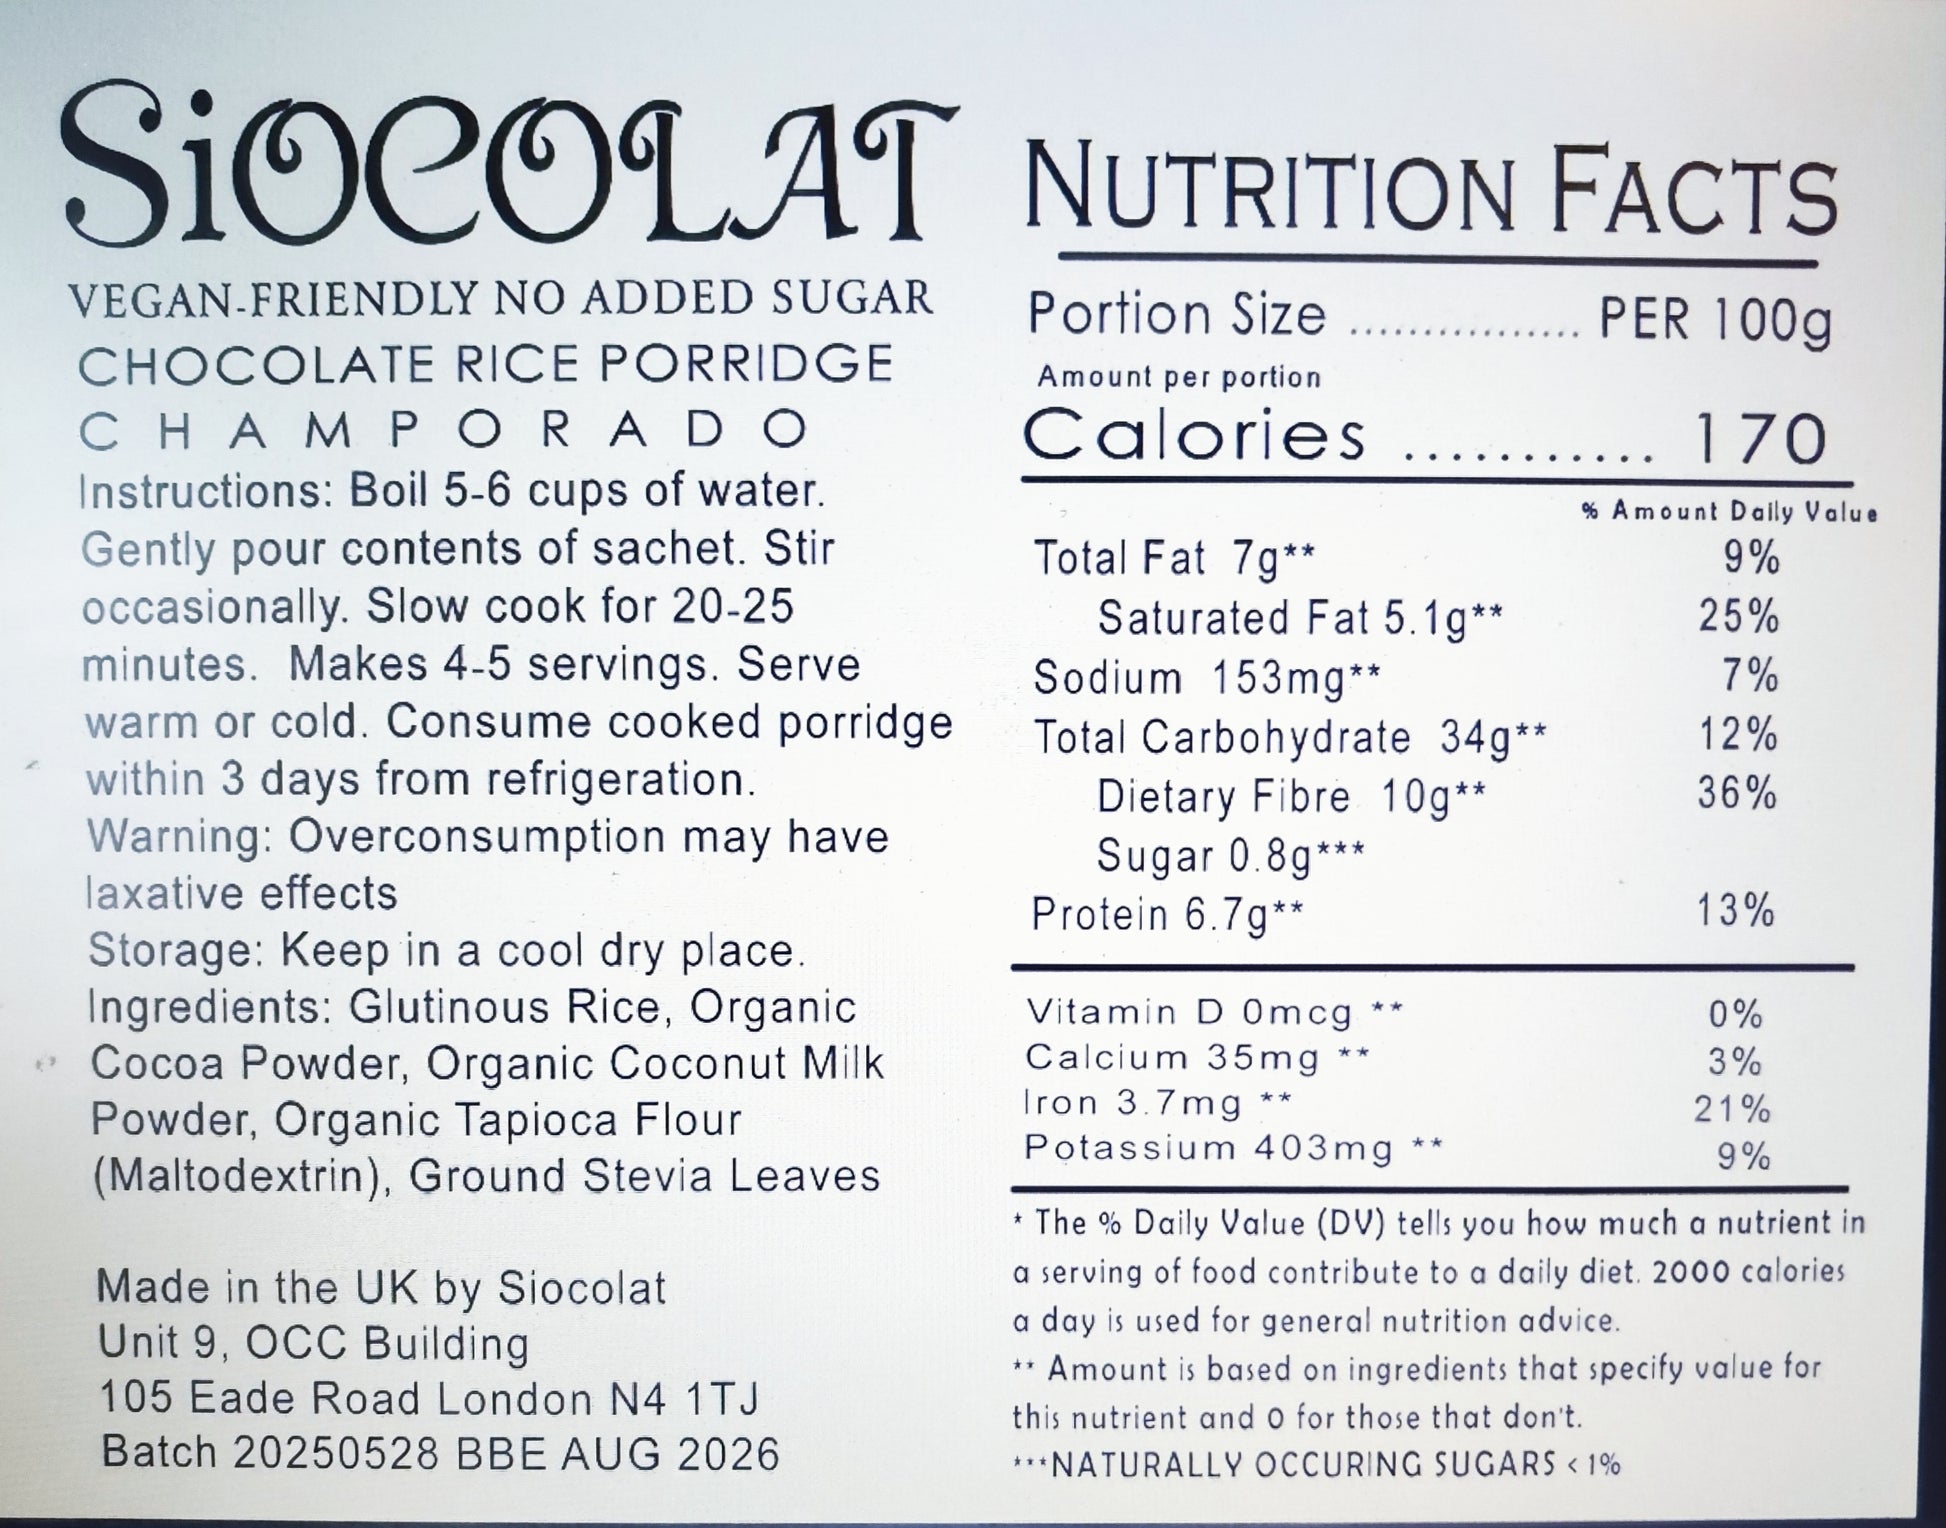 SiOCOLAT
VEGAN-FRIENDLY NO ADDED SUGAR
CHOCOLATE RICE PORRIDGE
CHAMPORADO
Instructions: Boil 5-6 cups of water.
Gently pour contents of sachet. Stir
occasionally. Slow cook for 20-25
minutes. Makes 4-5 servings. Serve
warm or cold. Consume cooked porridge
within 3 days from refrigeration.
Warning: Overconsumption may have
laxative effects
Storage: Keep in a cool dry place.
Ingredients: Glutinous Rice, Organic
Cocoa Powder, Organic Coconut Milk
Powder, Organic Tapioca Flour
(Maltodextrin), Ground Stevia Leaves
Made in the UK by Siocolat
Unit 9, OCC Building
105 Eade Road London N4 1TJ
Batch 20250528 BBE AUG 2026
NUTRITION FACTS
Portion Size ................ PER 100g
Amount per portion
Calories ........... 170
% Amount Daily Value
Total Fat 7g** 9%
Saturated Fat 5.1g** 25%
Sodium 153mg** 7%
Total Carbohydrate 34g** 12%
Dietary Fibre 10g** 36%
Sugar 0.8g***
Protein 6.7g** 13%
Vitamin D 0mcg ** 0%
Calcium 35mg ** 3%
Iron 3.7mg ** 21%
Potassium 403mg ** 9%
* The % Daily Value (DV) tells you how much a nutrient in
a serving of food contribute to a daily diet. 2000 calories
a day is used for general nutrition advice.
** Amount is based on ingredients that specify value for
this nutrient and 0 for those that don't.
***NATURALLY OCCURING SUGARS < 1%